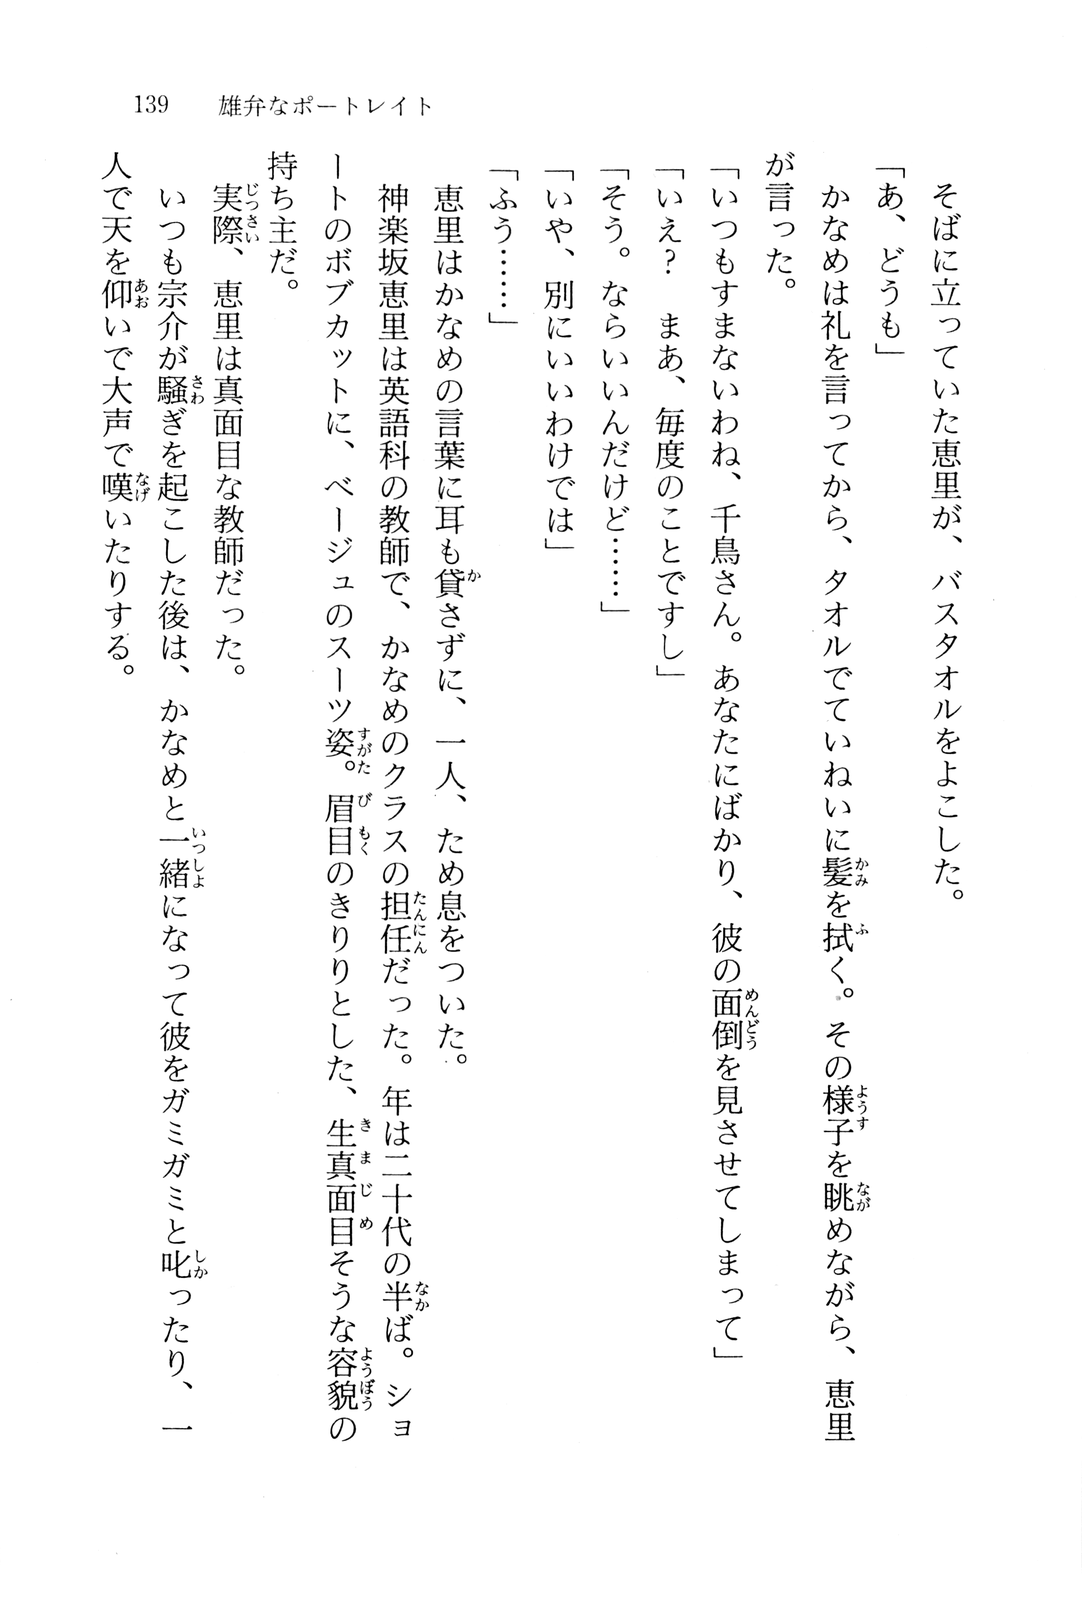 139　雄弁なポートレイト
　そばに立っていた恵里が、バスタオルをよこした。
「あ、どうも」
　かなめは礼を言ってから、タオルでていねいに髪を拭く。その様子を眺めながら、恵里
が言った。
「いつもすまないわね、千鳥さん。あなたにばかり、彼の面倒を見させてしまって」
「いえ？　まあ、毎度のことですし」
「そう。ならいいんだけど……」
「いや、別にいいわけでは」
「ふう……」
　恵里はかなめの言葉に耳も貸さずに、一人、ため息をついた。
　神楽坂恵里は英語科の教師で、かなめのクラスの担任だった。年は二十代の半ば。ショ
ートのボブカットに、ベージュのスーツ姿。眉目のきりりとした、生真面目そうな容貌の
持ち主だ。
　実際、恵里は真面目な教師だった。
　いつも宗介が騒ぎを起こした後は、かなめと一緒になって彼をガミガミと叱ったり、一
人で天を仰いで大声で嘆いたりする。